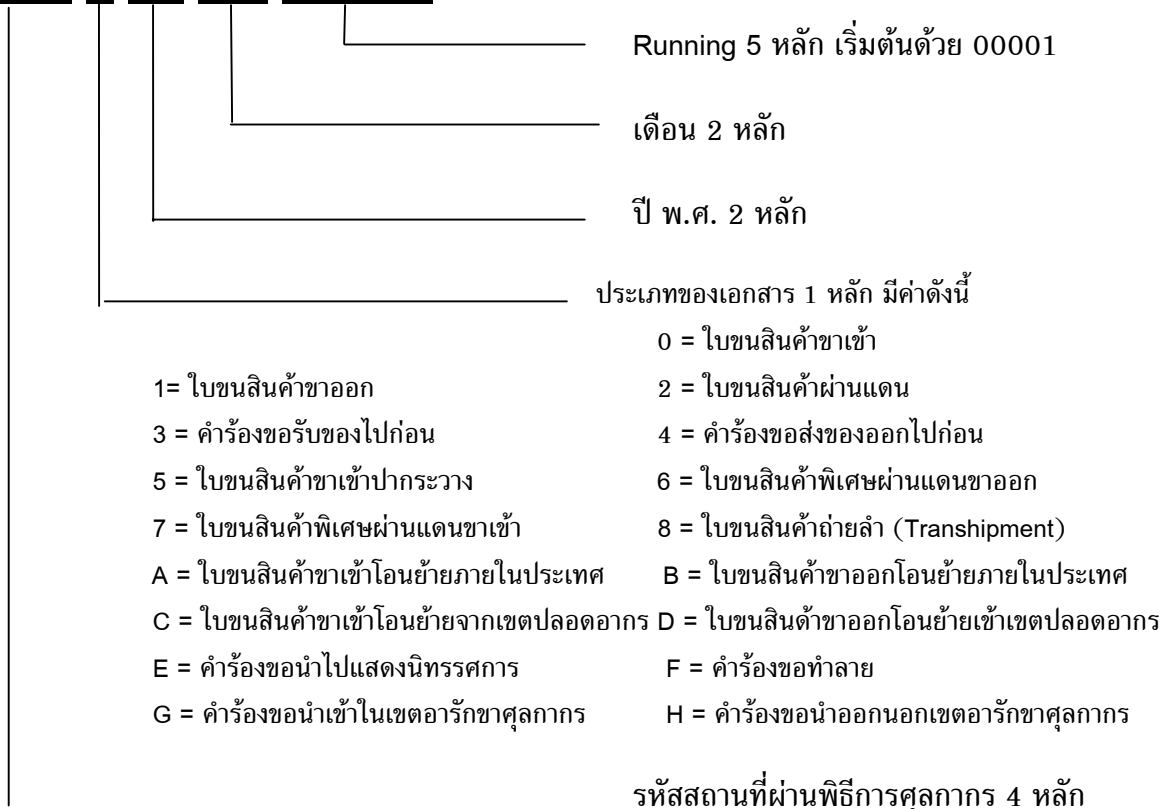 Running 5 หลัก เริ่มต้นด้วย 00001
เดือน 2 หลัก
ปี พ.ศ. 2 หลัก
ประเภทของเอกสาร 1 หลัก มีค่าดังนี้
0 = ใบขนสินค้าขาเข้า
1= ใบขนสินค้าขาออก 2 = ใบขนสินค้าผ่านแดน
3 = คำร้องขอรับของไปก่อน 4 = คำร้องขอส่งของออกไปก่อน
5 = ใบขนสินค้าขาเข้าปากระวาง 6 = ใบขนสินค้าพิเศษผ่านแดนขาออก
7 = ใบขนสินค้าพิเศษผ่านแดนขาเข้า 8 = ใบขนสินค้าถ่ายลำ (Transhipment)
A = ใบขนสินค้าขาเข้าโอนย้ายภายในประเทศ B = ใบขนสินค้าขาออกโอนย้ายภายในประเทศ
C = ใบขนสินค้าขาเข้าโอนย้ายจากเขตปลอดอากร D = ใบขนสินด้าขาออกโอนย้ายเข้าเขตปลอดอากร
E = คำร้องขอนำไปแสดงนิทรรศการ F = คำร้องขอทำลาย
G = คำร้องขอนำเข้าในเขตอารักขาศุลกากร H = คำร้องขอนำออกนอกเขตอารักขาศุลกากร
รหัสสถานที่ผ่านพิธีการศุลกากร 4 หลัก